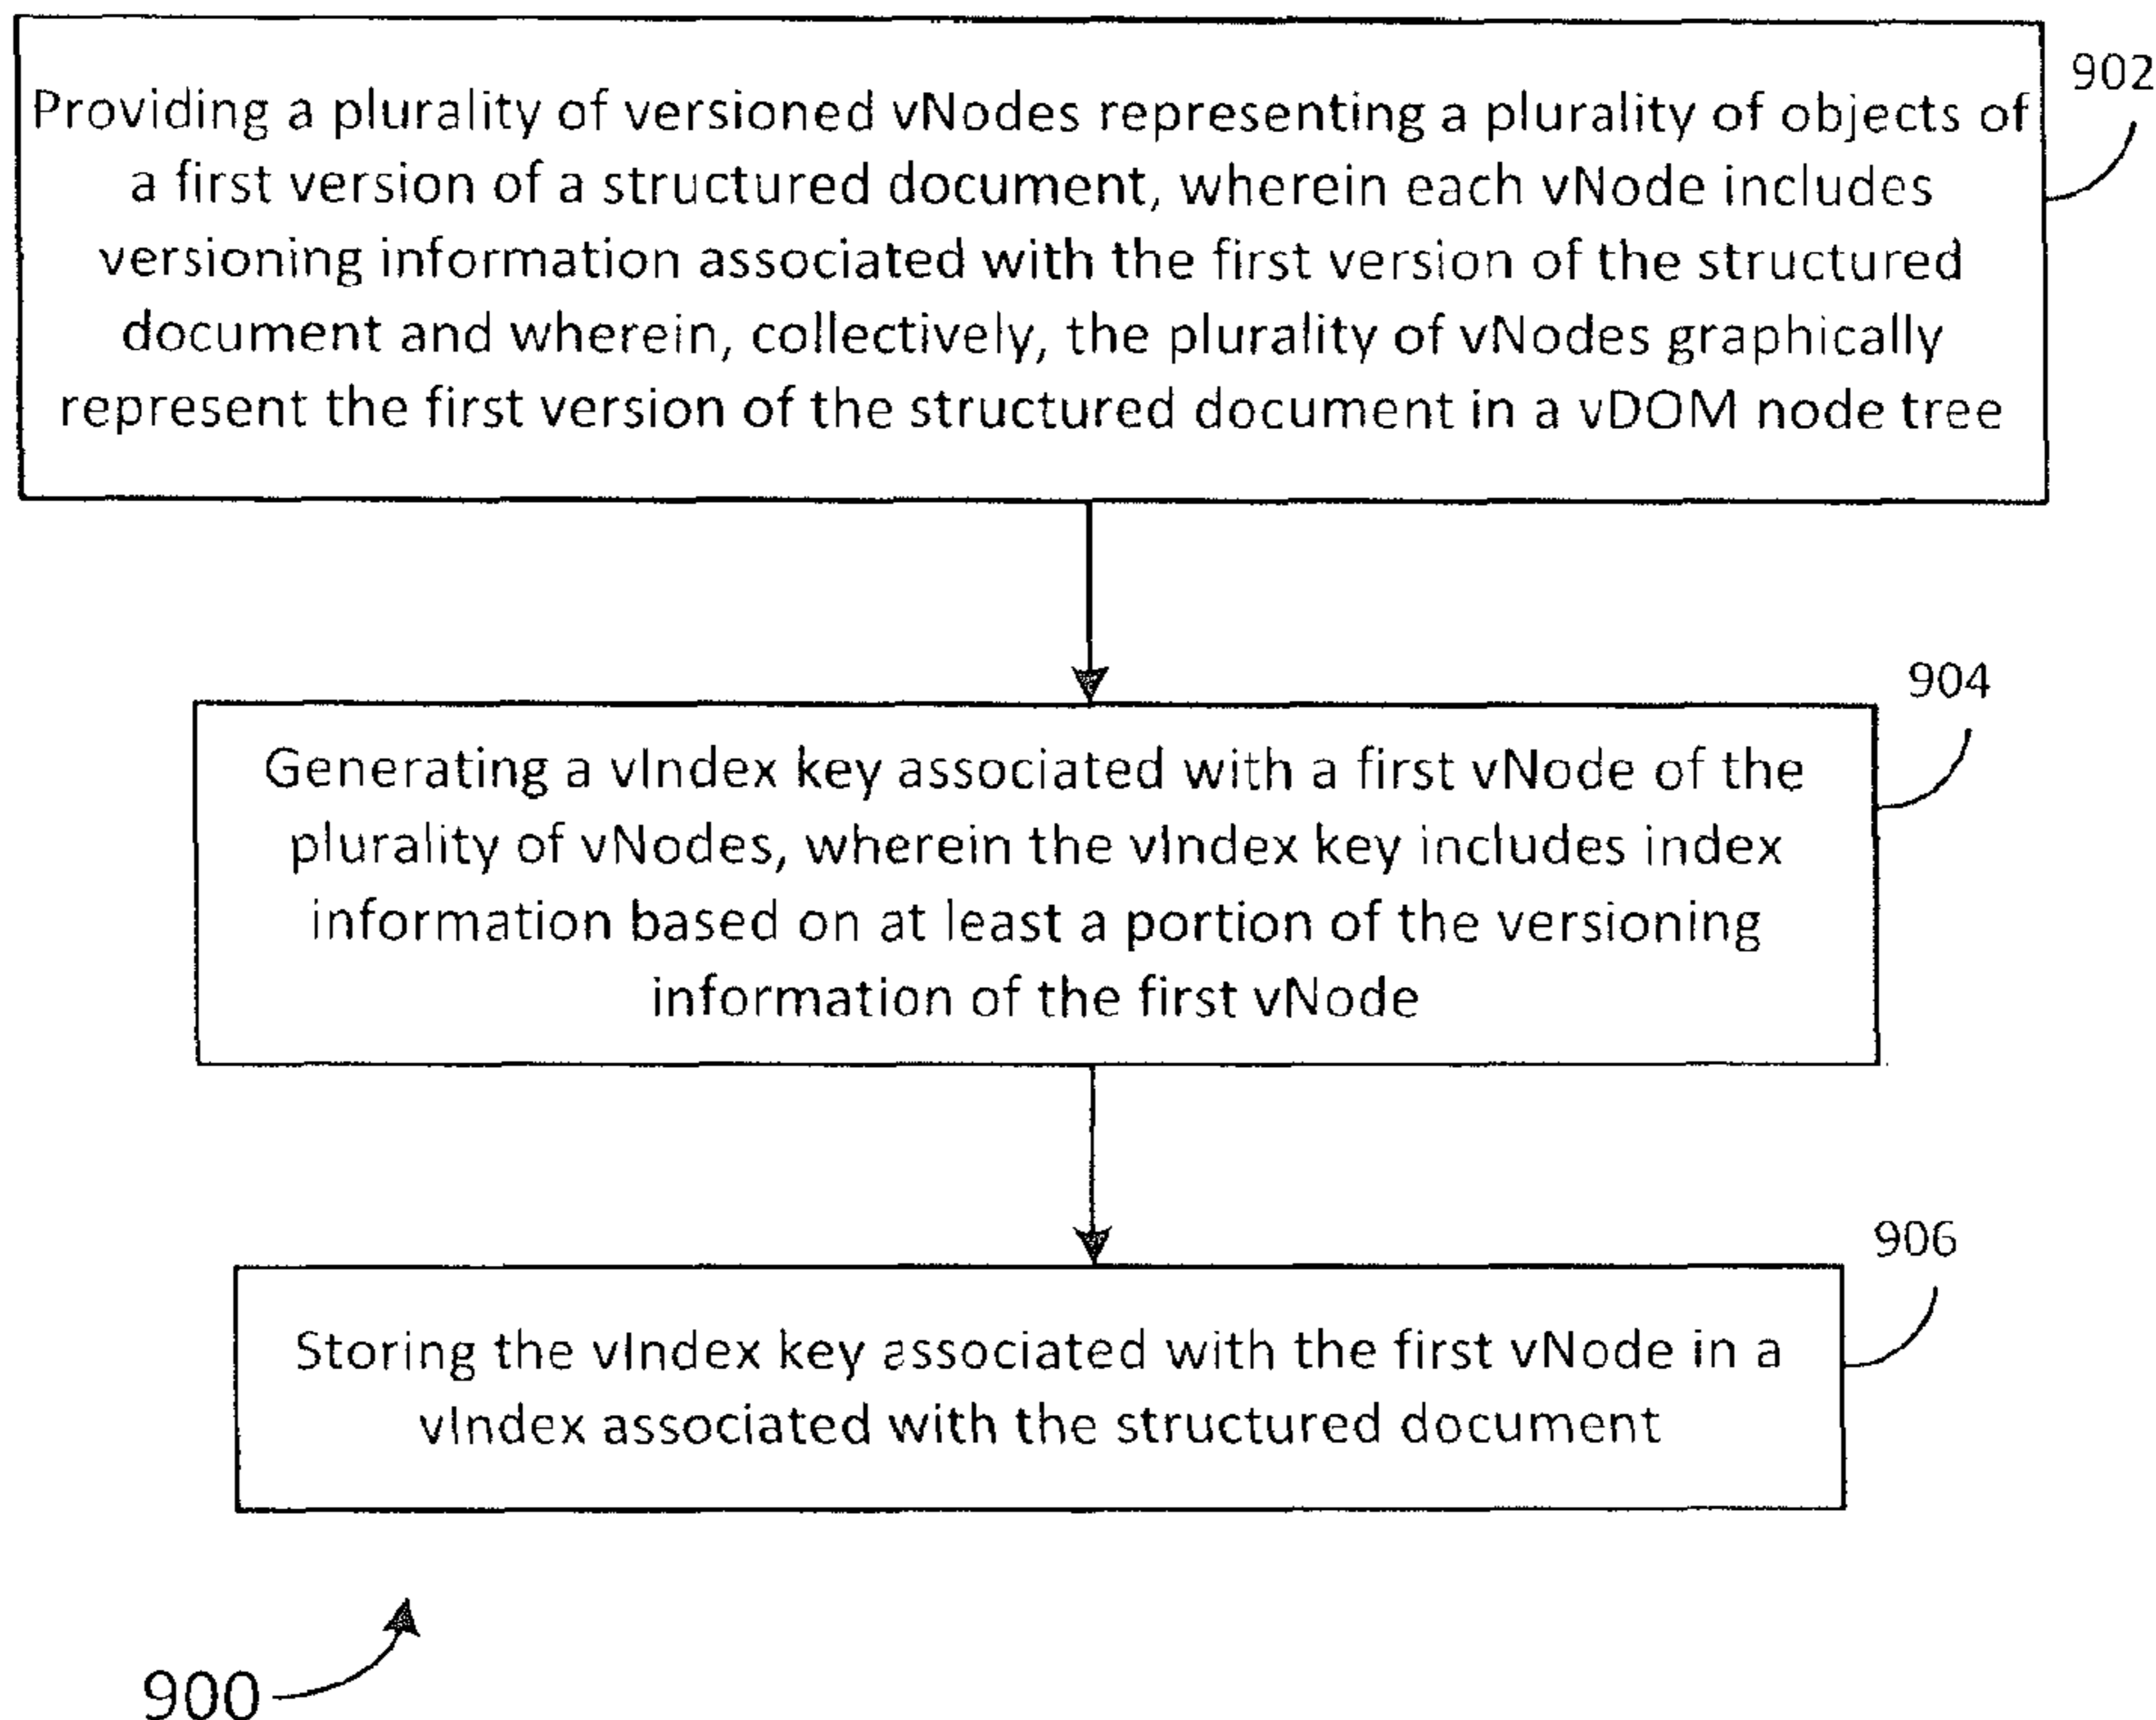 902
Providing a plurality of versioned vNodes representing a plurality of objects of
a first version of a structured document, wherein each vNode includes
versioning information associated with the first version of the structured
document and wherein, collectively, the plurality of vNodes graphically
represent the first version of the structured document in a vDOM node tree
904
Generating a vIndex key associated with a first vNode of the
plurality of vNodes, wherein the vIndex key includes index
information based on at least a portion of the versioning
information of the first vNode
906
Storing the vIndex key associated with the first vNode in a
vIndex associated with the structured document
900